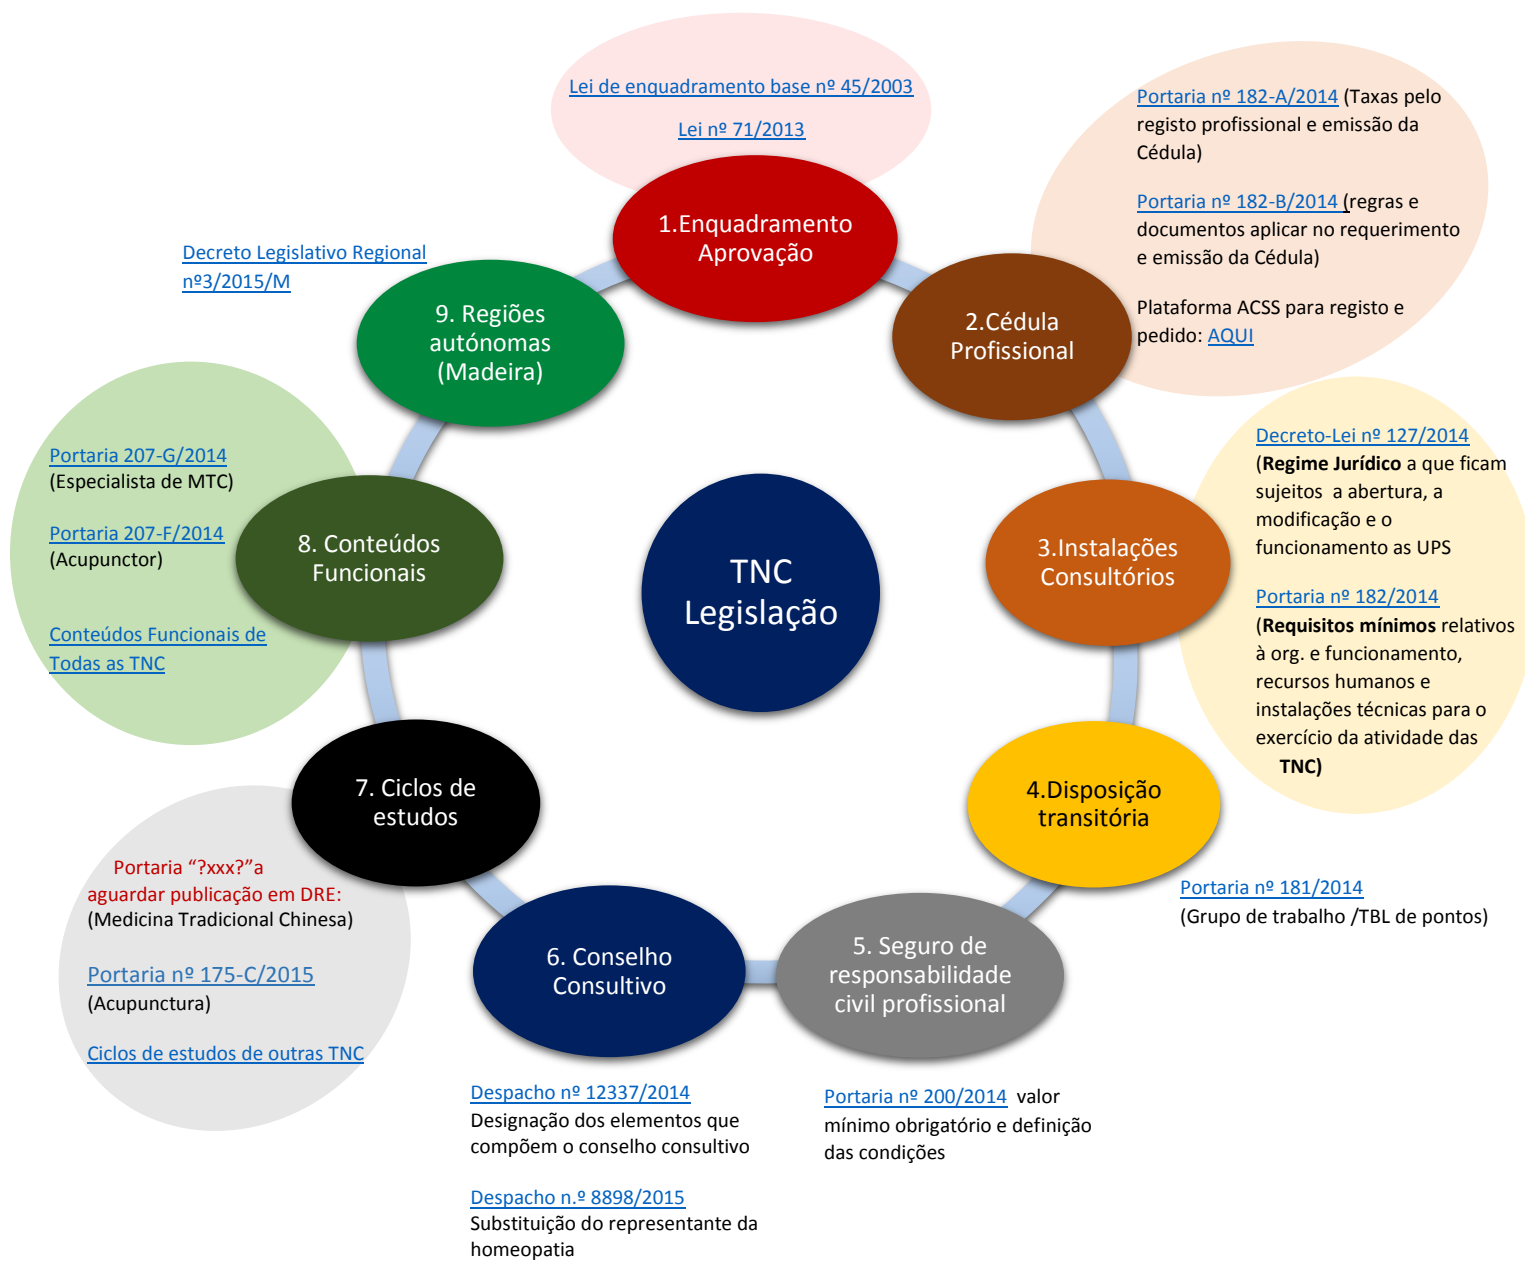 Lei de enquadramento base nº 45/2003
Lei nº 71/2013
1.Enquadramento
Aprovação
Portaria nº 182-A/2014 (Taxas pelo
registo profissional e emissão da
Cédula)
Portaria nº 182-B/2014 (regras e
documentos aplicar no requerimento
e emissão da Cédula)
Plataforma ACSS para registo e
pedido: AQUI
2.Cédula
Profissional
Decreto-Lei nº 127/2014
(Regime Jurídico a que ficam
sujeitos a abertura, a
modificação e o
funcionamento as UPS
Portaria nº 182/2014
(Requisitos mínimos relativos
à org. e funcionamento,
recursos humanos e
instalações técnicas para o
exercício da atividade das
TNC)
3.Instalações
Consultórios
4.Disposição
transitória
Portaria nº 181/2014
(Grupo de trabalho /TBL de pontos)
5. Seguro de
responsabilidade
civil profissional
Portaria nº 200/2014 valor
mínimo obrigatório e definição
das condições
6. Conselho
Consultivo
Despacho nº 12337/2014
Designação dos elementos que
compõem o conselho consultivo
Despacho n.º 8898/2015
Substituição do representante da
homeopatia
7. Ciclos de
estudos
Portaria “?xxx?”a
aguardar publicação em DRE:
(Medicina Tradicional Chinesa)
Portaria nº 175-C/2015
(Acupunctura)
Ciclos de estudos de outras TNC
8. Conteúdos
Funcionais
Portaria 207-G/2014
(Especialista de MTC)
Portaria 207-F/2014
(Acupunctor)
Conteúdos Funcionais de
Todas as TNC
9. Regiões
autónomas
(Madeira)
Decreto Legislativo Regional
nº3/2015/M
TNC
Legislação